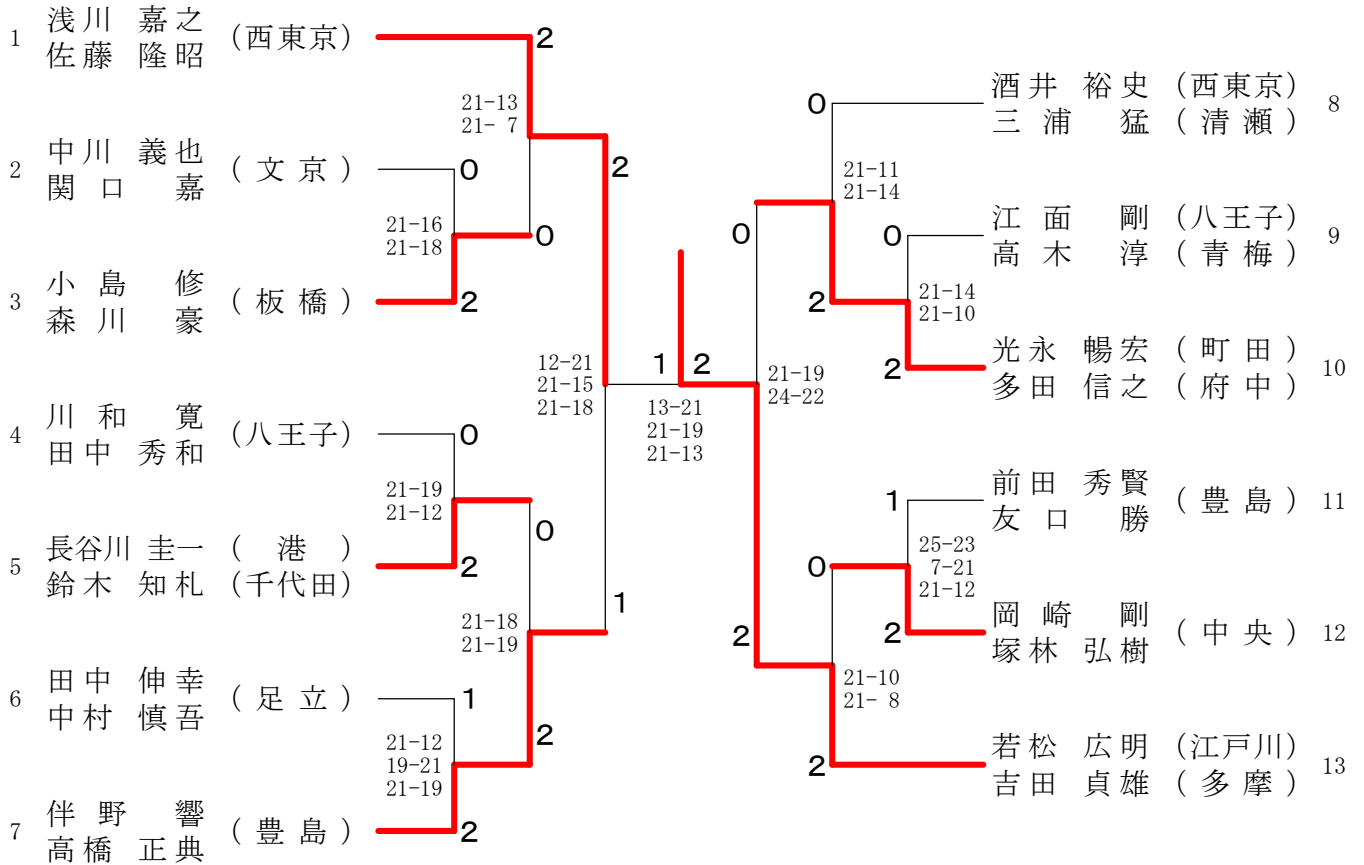 1 浅川 嘉之 (西東京)
佐藤 隆昭
2
21-13
21- 7
2 中川 義也 (文京)
関口 嘉
0
2
21-16
21-18
0
3 小島 修 (板橋)
森川 豪
2
12-21
21-15
21-18
4 川和 寛 (八王子)
田中 秀和
0
21-19
21-12
0
5 長谷川 圭一 (港)
鈴木 知札 (千代田)
2
21-18
21-19
1
6 田中 伸幸 (足立)
中村 慎吾
1
21-12
19-21
21-19
2
7 伴野 響 (豊島)
高橋 正典
2
1 2
13-21
21-19
21-13
0
酒井 裕史 (西東京) 8
三浦 猛 (清瀬)
21-11
21-14
0
0
江面 剛 (八王子) 9
高木 淳 (青梅)
2
21-14
21-10
2
光永 暢宏 (町田) 10
多田 信之 (府中)
21-19
24-22
1
前田 秀賢 (豊島) 11
友口 勝
25-23
7-21
21-12
0
2
岡崎 剛 (中央) 12
塚林 弘樹
2
21-10
21- 8
2
若松 広明 (江戸川) 13
吉田 貞雄 (多摩)